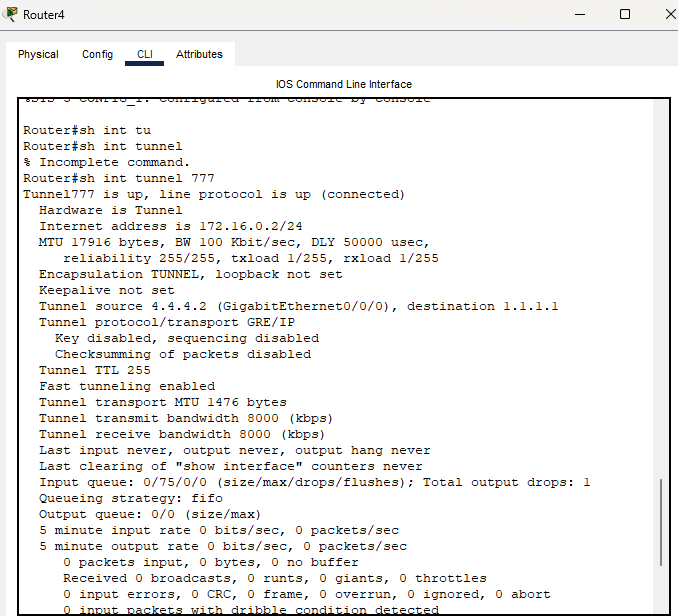 Router4
Physical Config CLI Attributes
IOS Command Line Interface
%SYS-5-CONFIG_I: Configured from console by console
Router#sh int tu
Router#sh int tunnel
% Incomplete command.
Router#sh int tunnel 777
Tunnel777 is up, line protocol is up (connected)
Hardware is Tunnel
Internet address is 172.16.0.2/24
MTU 17916 bytes, BW 100 Kbit/sec, DLY 50000 usec,
reliability 255/255, txload 1/255, rxload 1/255
Encapsulation TUNNEL, loopback not set
Keepalive not set
Tunnel source 4.4.4.2 (GigabitEthernet0/0/0), destination 1.1.1.1
Tunnel protocol/transport GRE/IP
Key disabled, sequencing disabled
Checksumming of packets disabled
Tunnel TTL 255
Fast tunneling enabled
Tunnel transport MTU 1476 bytes
Tunnel transmit bandwidth 8000 (kbps)
Tunnel receive bandwidth 8000 (kbps)
Last input never, output never, output hang never
Last clearing of "show interface" counters never
Input queue: 0/75/0/0 (size/max/drops/flushes); Total output drops: 1
Queueing strategy: fifo
Output queue: 0/0 (size/max)
5 minute input rate 0 bits/sec, 0 packets/sec
5 minute output rate 0 bits/sec, 0 packets/sec
0 packets input, 0 bytes, 0 no buffer
Received 0 broadcasts, 0 runts, 0 giants, 0 throttles
0 input errors, 0 CRC, 0 frame, 0 overrun, 0 ignored, 0 abort
0 input packets with dribble condition detected